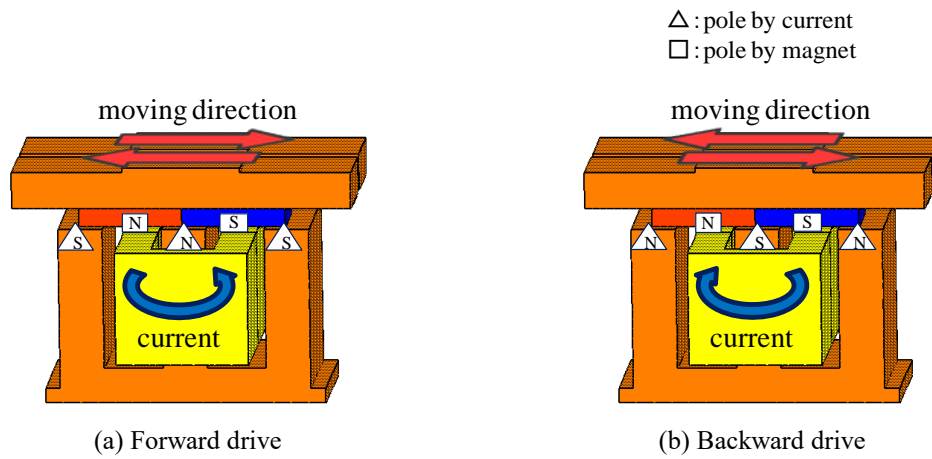 △ : pole by current
□ : pole by magnet
moving direction
N S
S N S
current
(a) Forward drive
moving direction
N S
N S N
current
(b) Backward drive